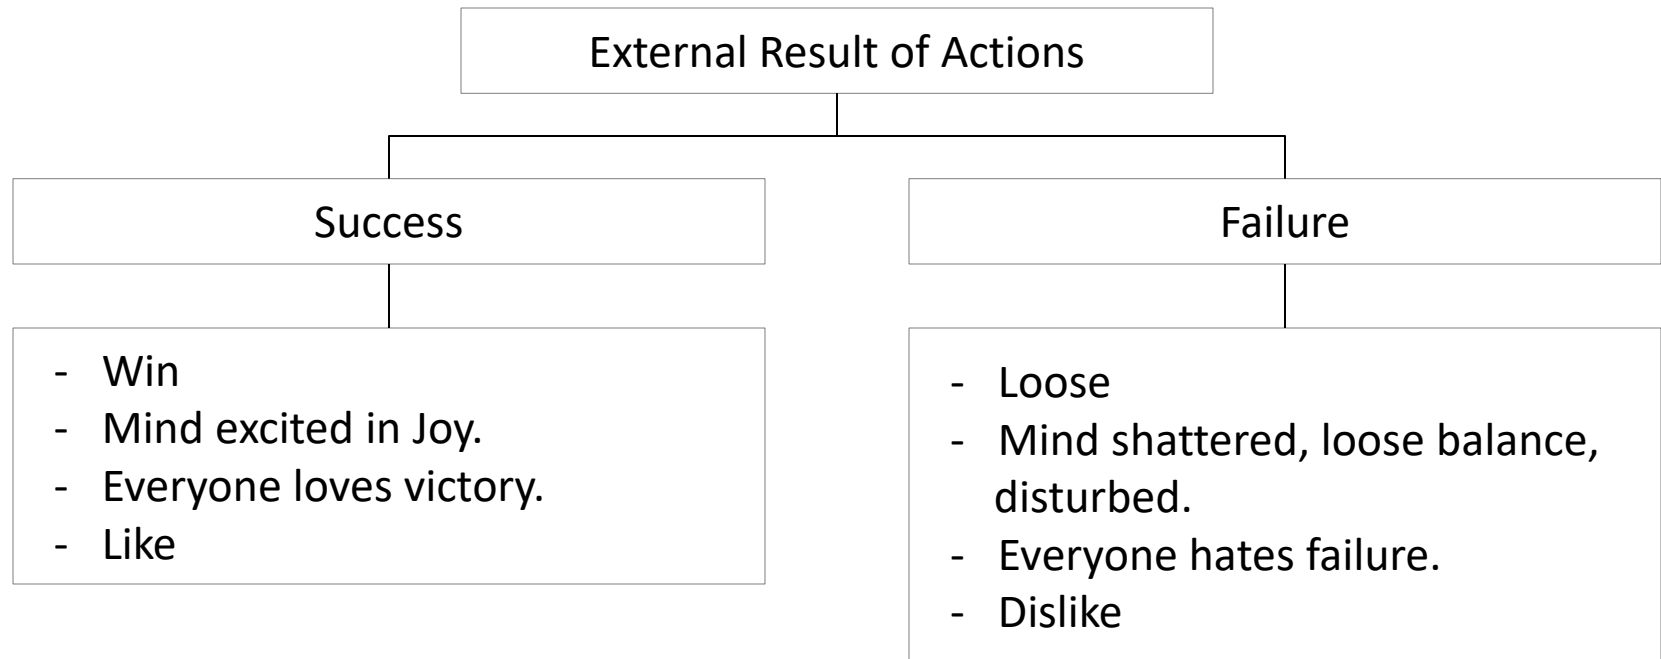 External Result of Actions
Success
Failure
- Win
- Mind excited in Joy.
- Everyone loves victory.
- Like
- Loose
- Mind shattered, loose balance,
disturbed.
- Everyone hates failure.
- Dislike